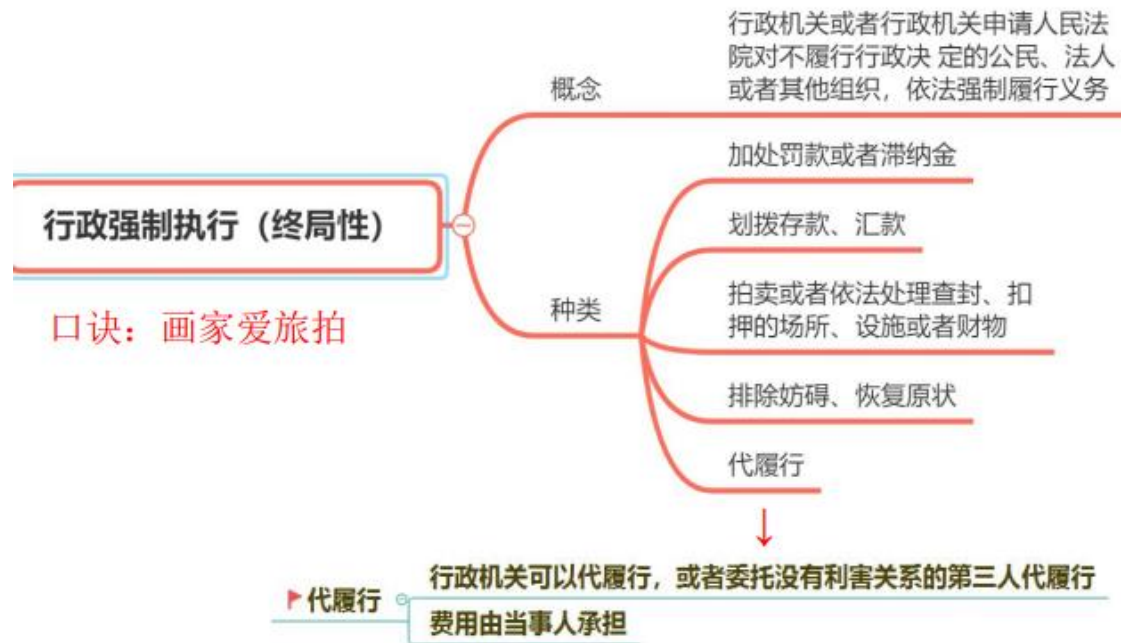 行政机关或者行政机关申请人民法
院对不履行行政决 定的公民、法人
或者其他组织，依法强制履行义务
概念
加处罚款或者滞纳金
行政强制执行（终局性）
划拨存款、汇款
口诀：画家爱旅拍
种类
拍卖或者依法处理查封、扣
押的场所、设施或者财物
排除妨碍、恢复原状
代履行
↓
代履行
行政机关可以代履行，或者委托没有利害关系的第三人代履行
费用由当事人承担